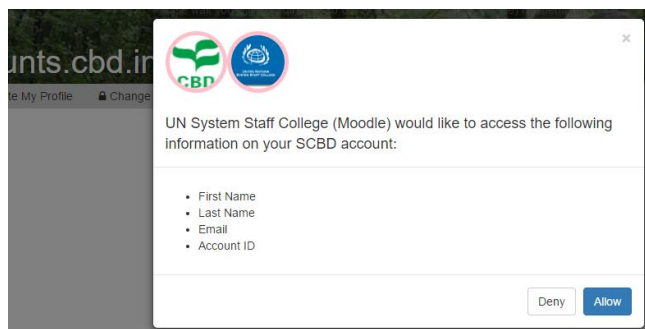 unts.cbd.in
te My Profile
Change
CBD
×
UN System Staff College (Moodle) would like to access the following
information on your SCBD account:
First Name
Last Name
Email
Account ID
Deny
Allow